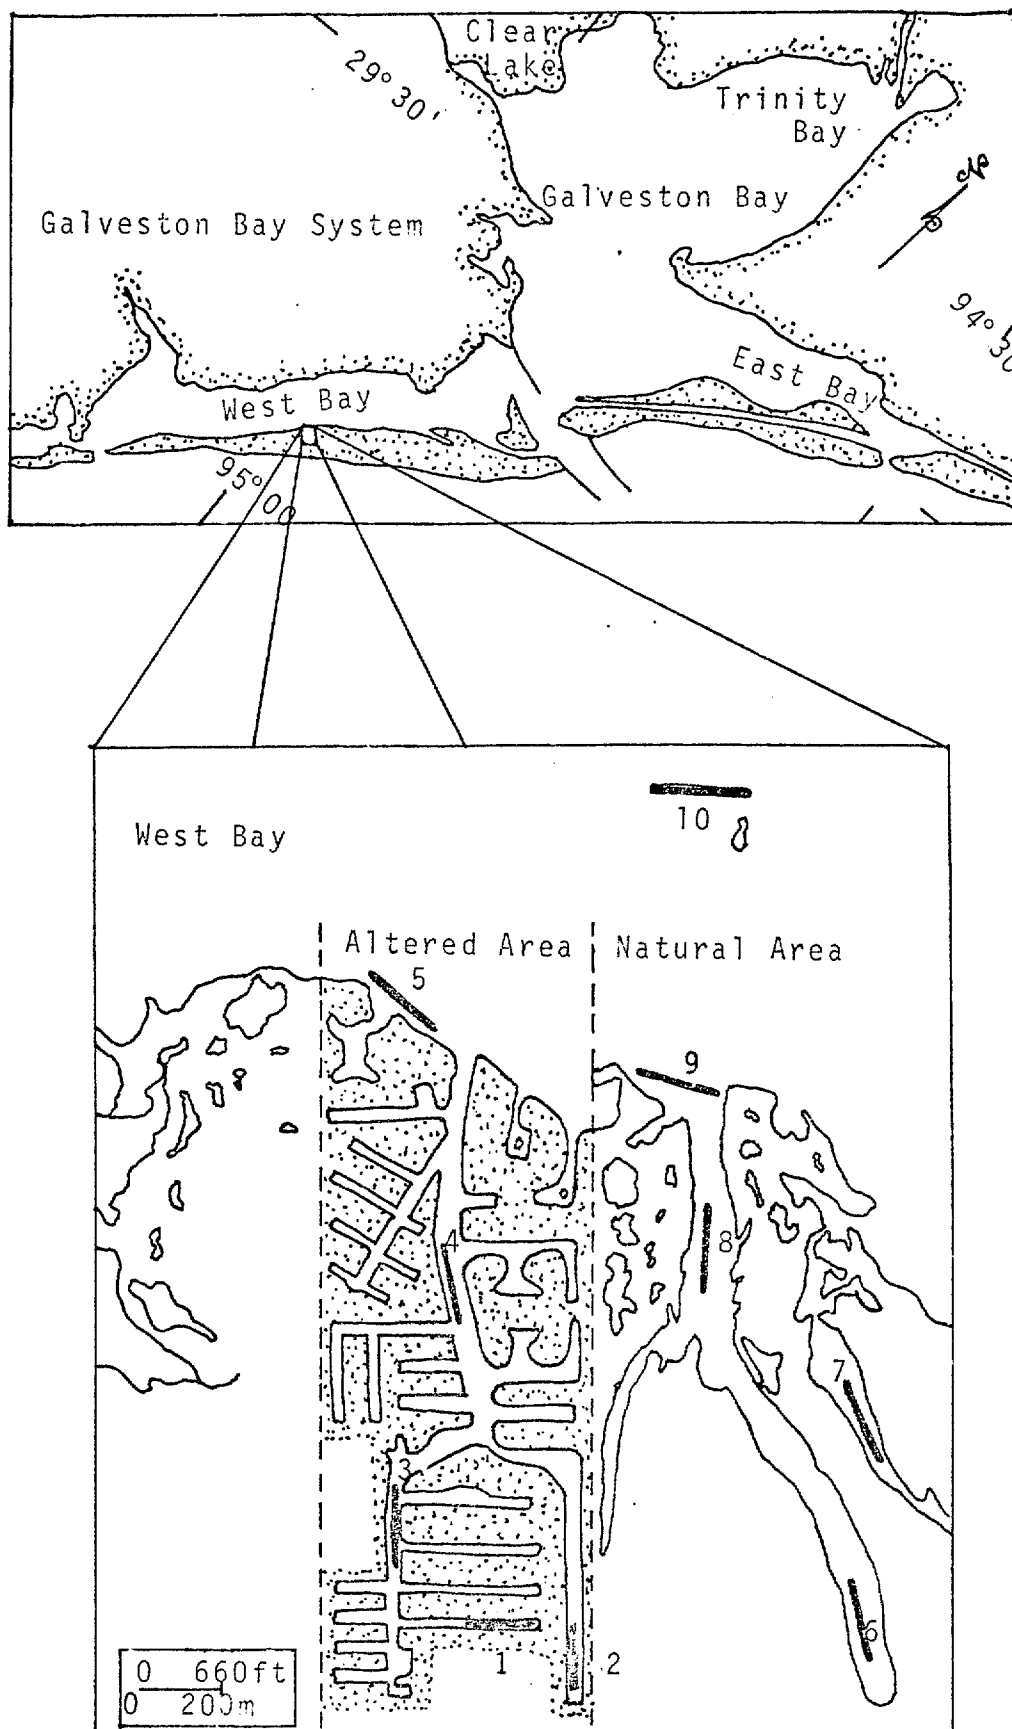 Clear
Lake
29° 30'
Trinity
Bay
Galveston Bay
Galveston Bay System
94° 30
East Bay
West Bay
95° 00
10
West Bay
Altered Area
Natural Area
5
9
4
8
7
3
6
1
2
0 660ft
0 200m